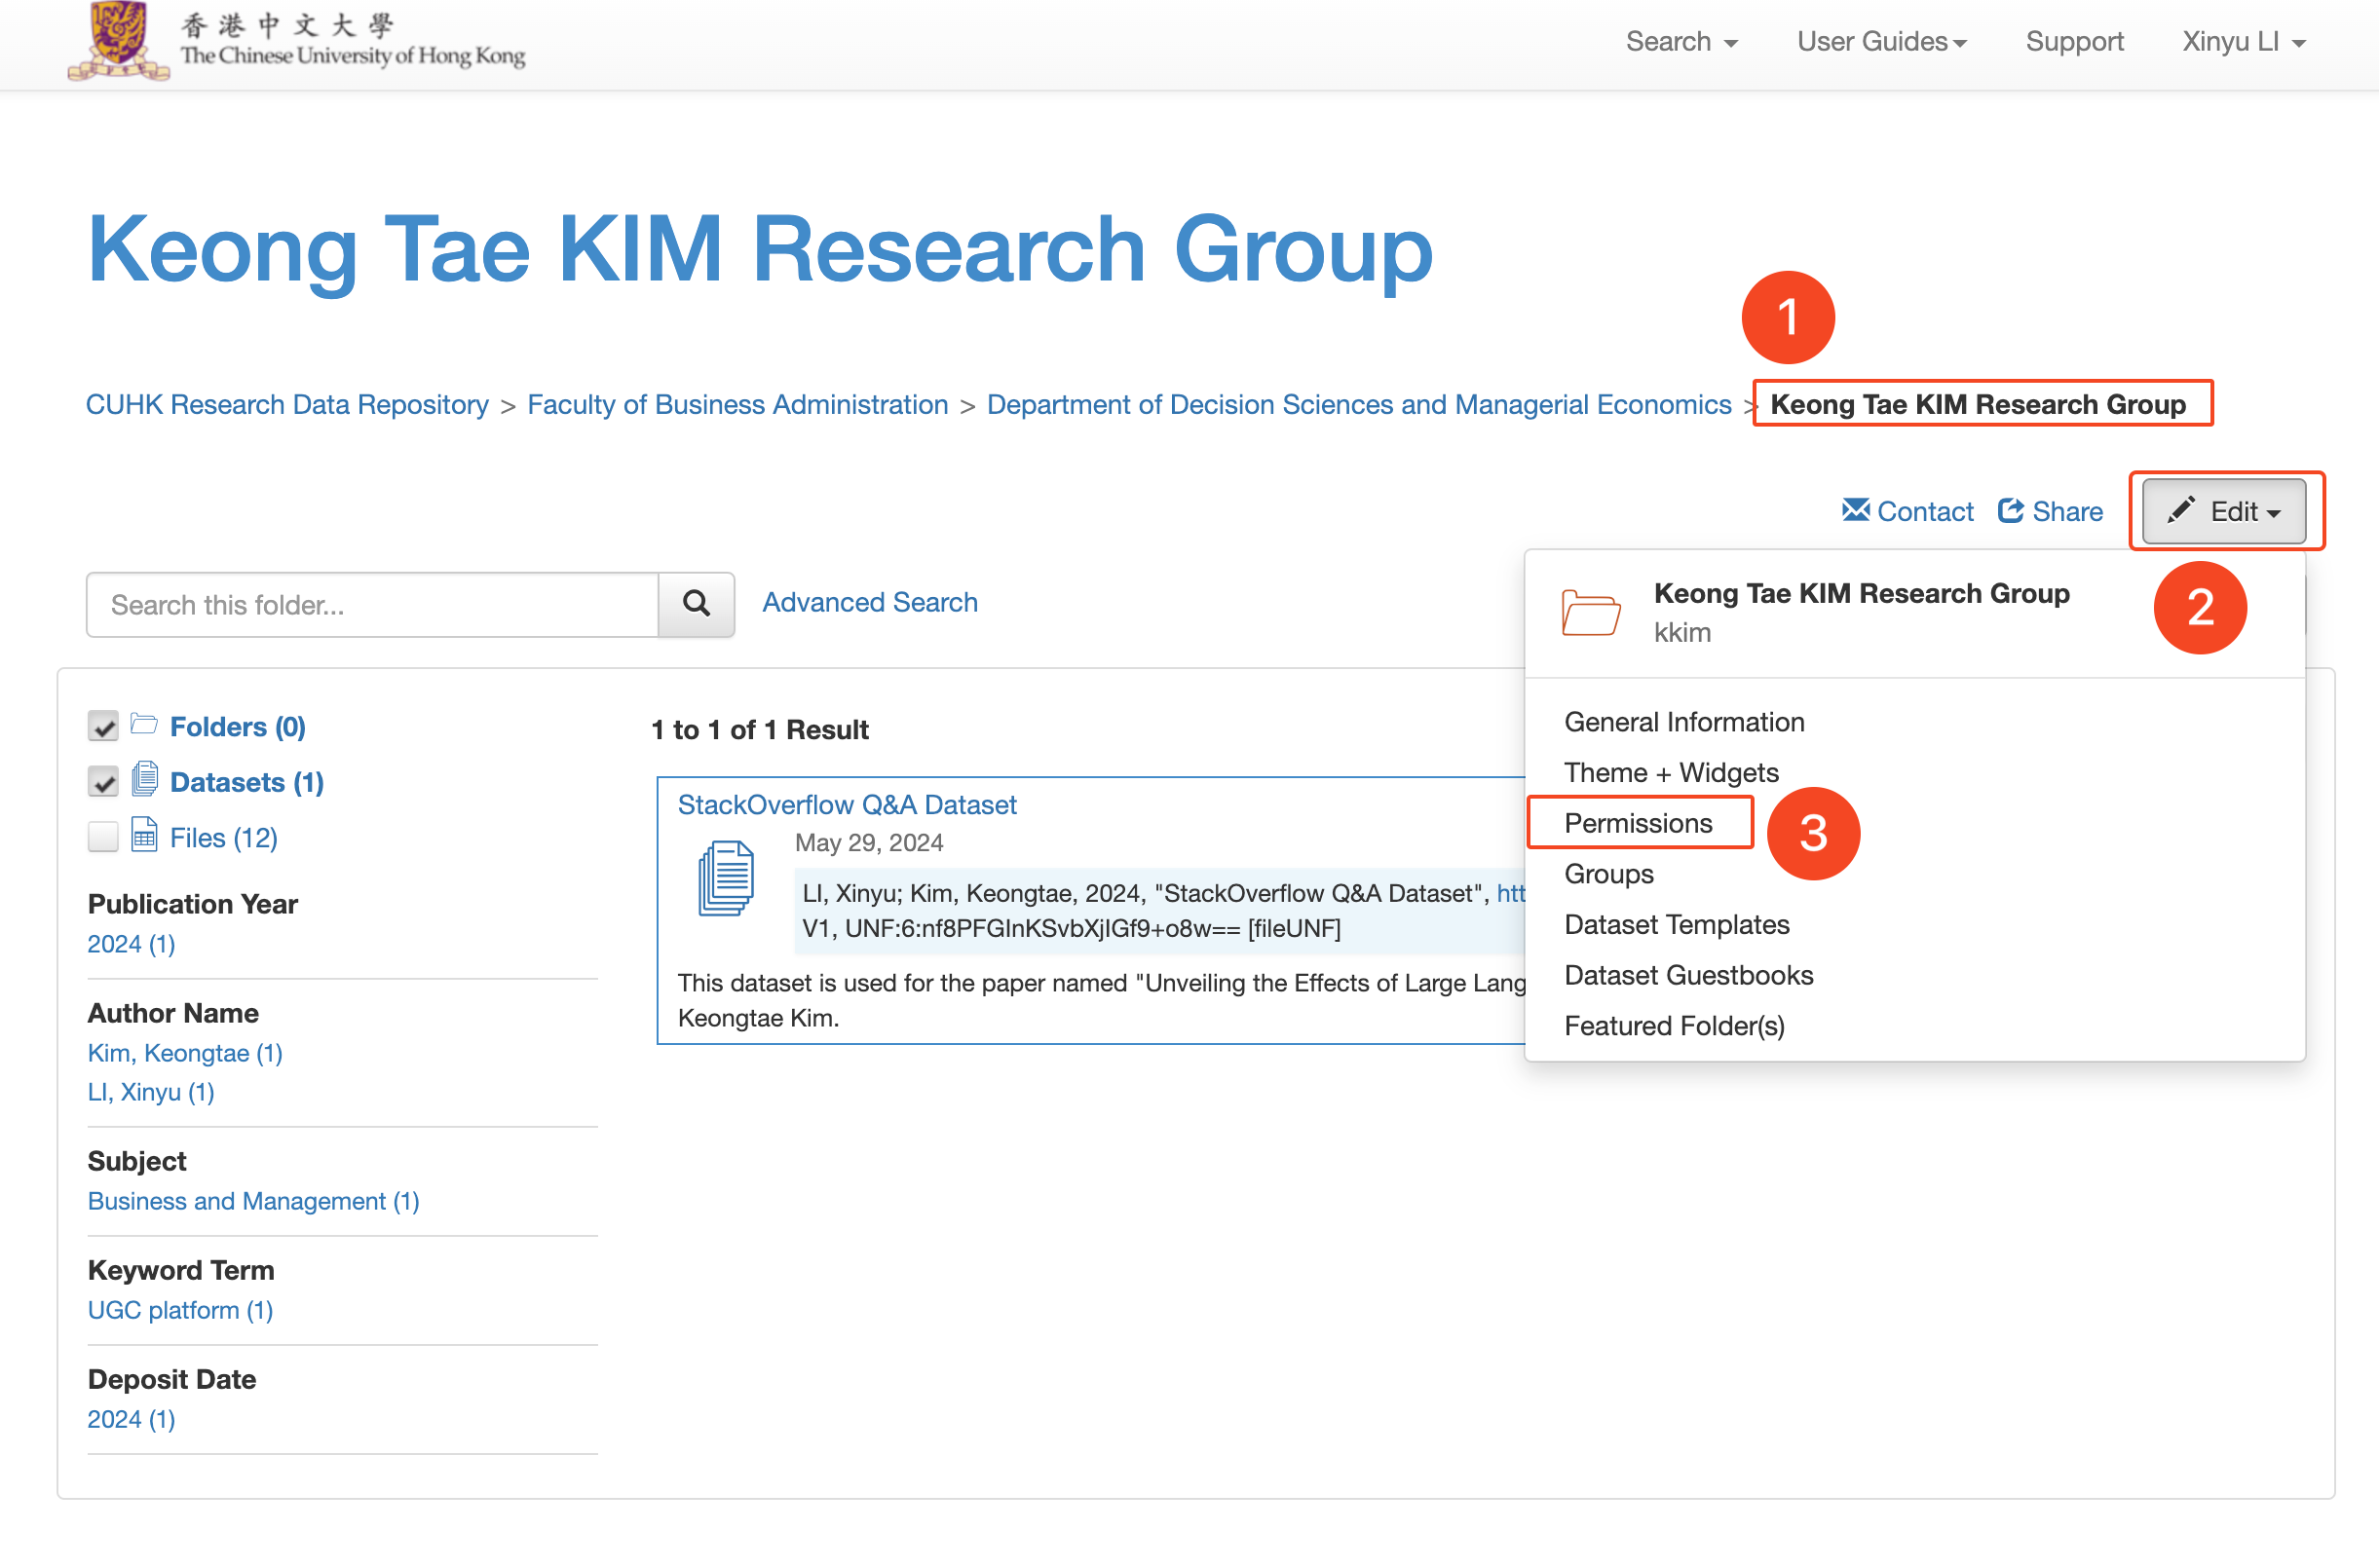 香港中文大學
The Chinese University of Hong Kong
Search
User Guides
Support
Xinyu LI
Keong Tae KIM Research Group
1
CUHK Research Data Repository > Faculty of Business Administration > Department of Decision Sciences and Managerial Economics > Keong Tae KIM Research Group
Contact
Share
Edit
Search this folder...
Advanced Search
Keong Tae KIM Research Group
kkim
2
General Information
Theme + Widgets
Permissions
3
Groups
Dataset Templates
Dataset Guestbooks
Featured Folder(s)
Folders (0)
Datasets (1)
Files (12)
Publication Year
2024 (1)
Author Name
Kim, Keongtae (1)
LI, Xinyu (1)
Subject
Business and Management (1)
Keyword Term
UGC platform (1)
Deposit Date
2024 (1)
1 to 1 of 1 Result
StackOverflow Q&A Dataset
May 29, 2024
LI, Xinyu; Kim, Keongtae, 2024, "StackOverflow Q&A Dataset", htt
V1, UNF:6:nf8PFGlnKSvbXjIGf9+o8w== [fileUNF]
This dataset is used for the paper named "Unveiling the Effects of Large Lang
Keongtae Kim.